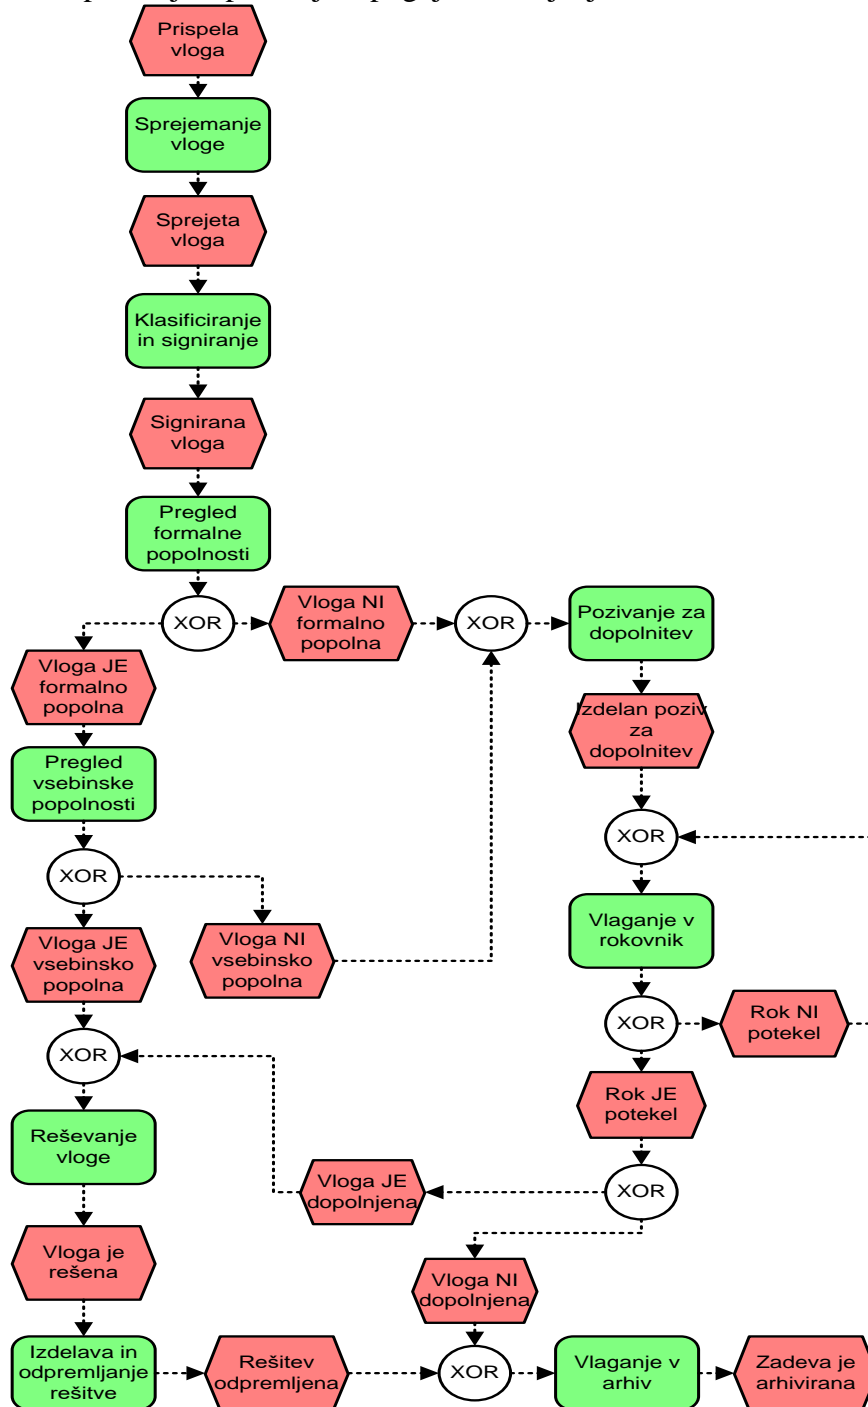 Prispela
vloga
Sprejemanje
vloge
Sprejeta
vloga
Klasificiranje
in signiranje
Signirana
vloga
Pregled
formalne
popolnosti
XOR
Vloga NI
formalno
popolna
XOR
Pozivanje za
dopolnitev
Vloga JE
formalno
popolna
Izdelan poziv
za
dopolnitev
Pregled
vsebinske
popolnosti
XOR
XOR
Vloga JE
vsebinsko
popolna
Vloga NI
vsebinsko
popolna
Vlaganje v
rokovnik
XOR
Rok NI
potekel
XOR
Rok JE
potekel
Reševanje
vloge
Vloga JE
dopolnjena
XOR
Vloga je
rešena
Vloga NI
dopolnjena
Izdelava in
odpremljanje
rešitve
Rešitev
odpremljena
XOR
Vlaganje v
arhiv
Zadeva je
arhivirana